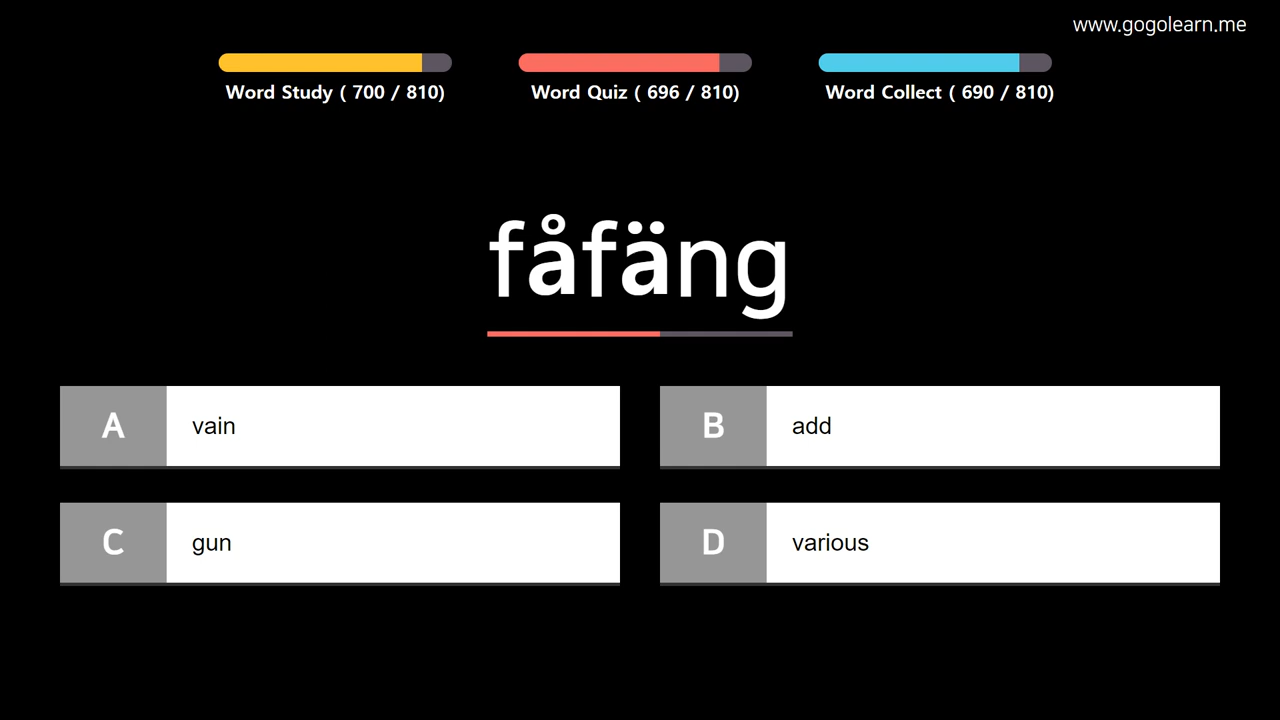 www.gogolearn.me
Word Study ( 700 / 810)
Word Quiz ( 696 / 810)
Word Collect ( 690 / 810)
fåfäng
A vain
B add
C gun
D various